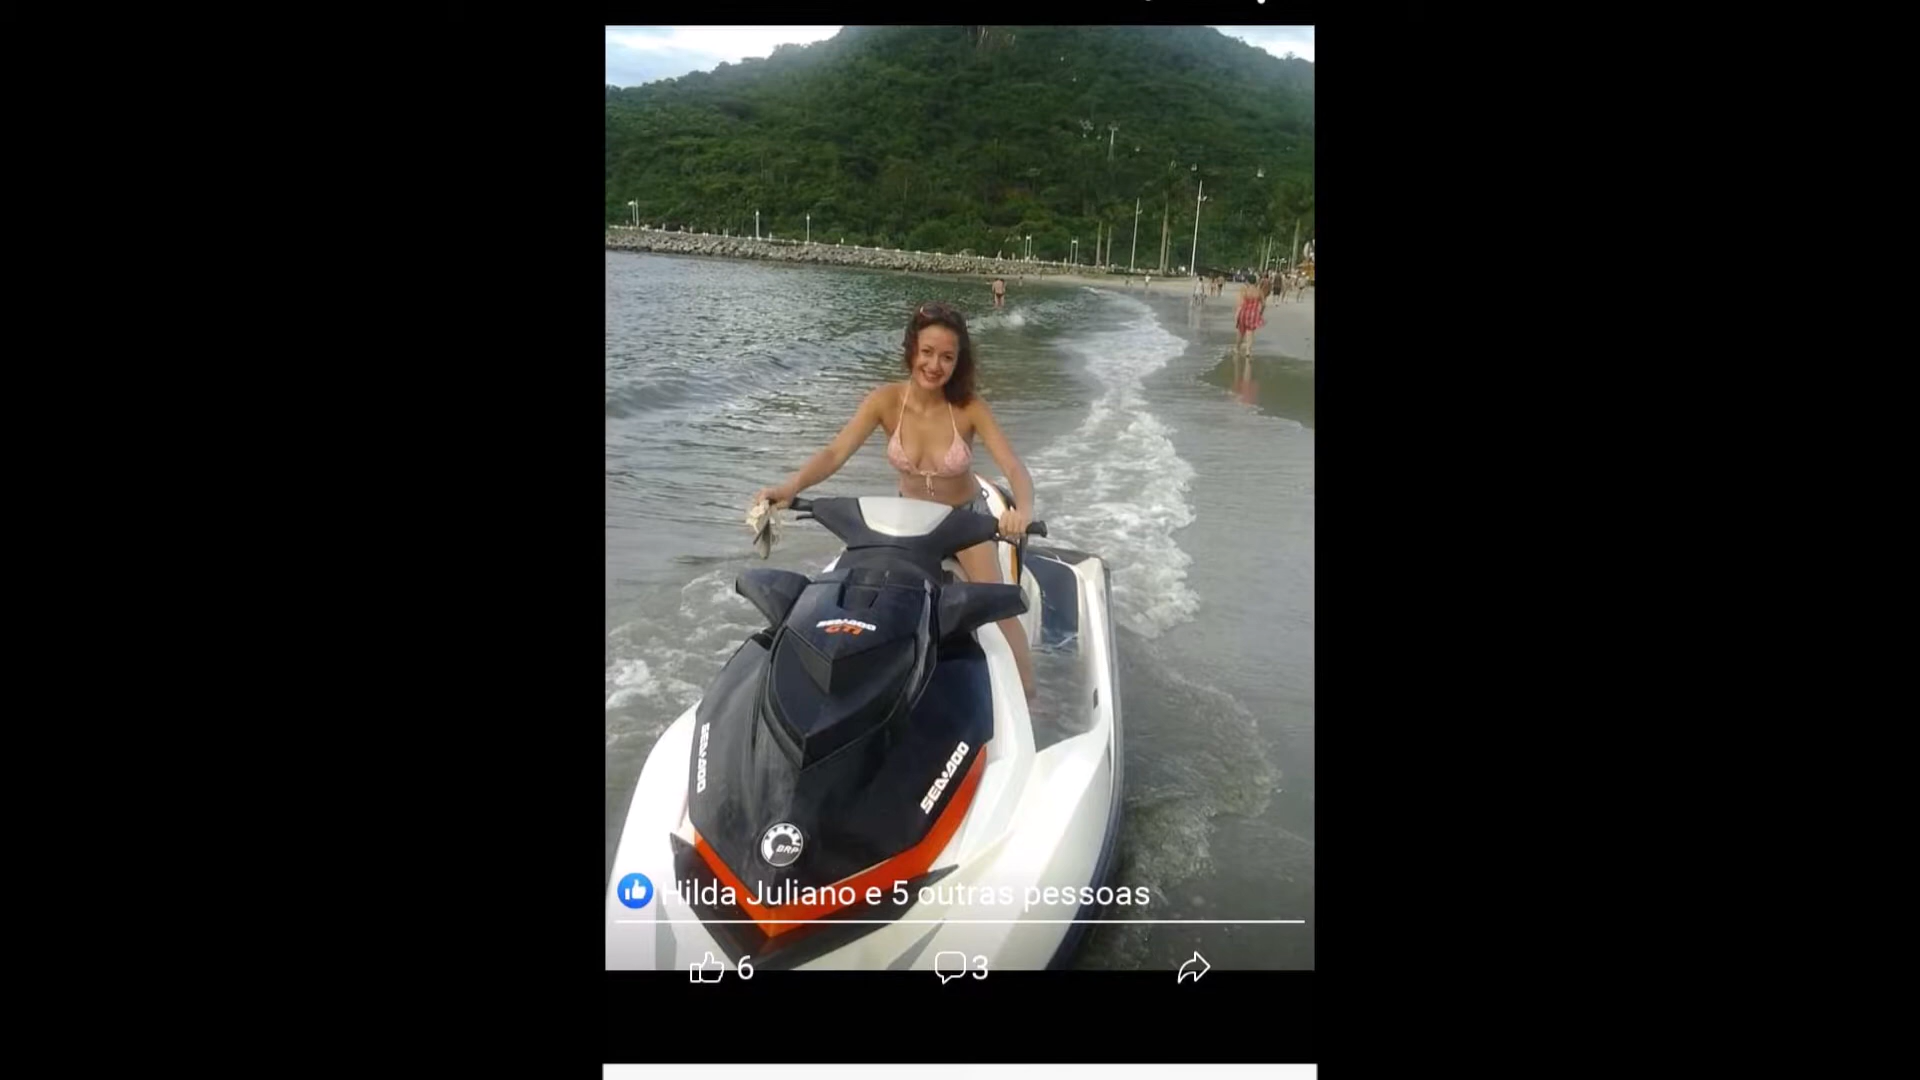 SEA-DOO
GTI
SEA-DOO
SEA-DOO
BRP
Hilda Juliano e 5 outras pessoas
6
3